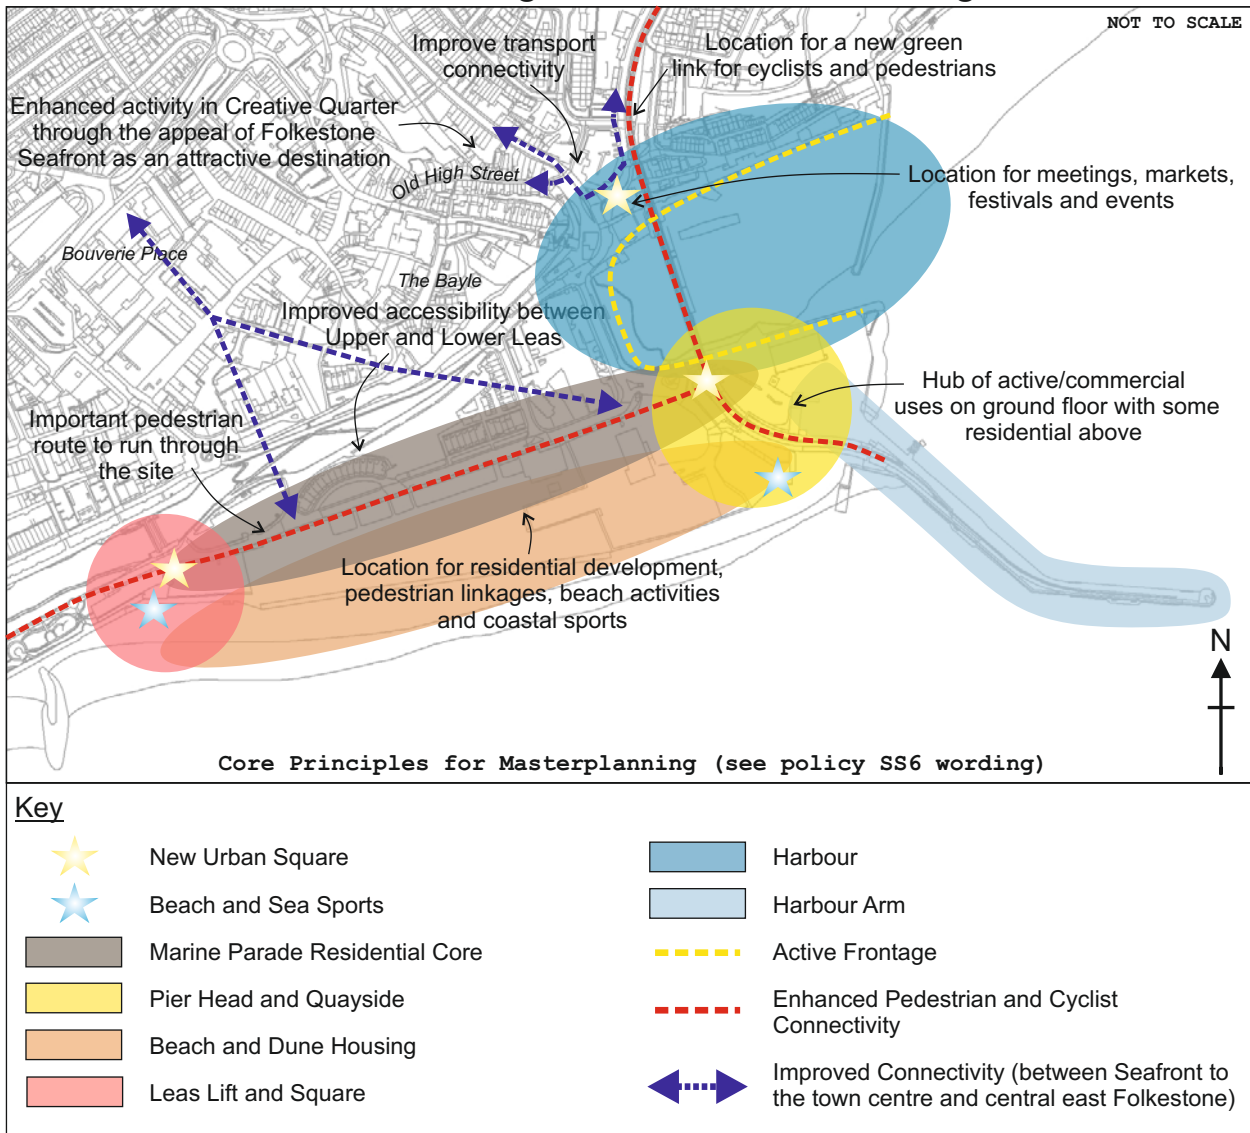 NOT TO SCALE
Improve transport
connectivity
Location for a new green
link for cyclists and pedestrians
Enhanced activity in Creative Quarter
through the appeal of Folkestone
Seafront as an attractive destination
Old High Street
Location for meetings, markets,
festivals and events
Bouverie Place
The Bayle
Improved accessibility between
Upper and Lower Leas
Hub of active/commercial
uses on ground floor with some
residential above
Important pedestrian
route to run through
the site
Location for residential development,
pedestrian linkages, beach activities
and coastal sports
N
Core Principles for Masterplanning (see policy SS6 wording)
Key
New Urban Square
Beach and Sea Sports
Marine Parade Residential Core
Pier Head and Quayside
Beach and Dune Housing
Leas Lift and Square
Harbour
Harbour Arm
Active Frontage
Enhanced Pedestrian and Cyclist
Connectivity
Improved Connectivity (between Seafront to
the town centre and central east Folkestone)